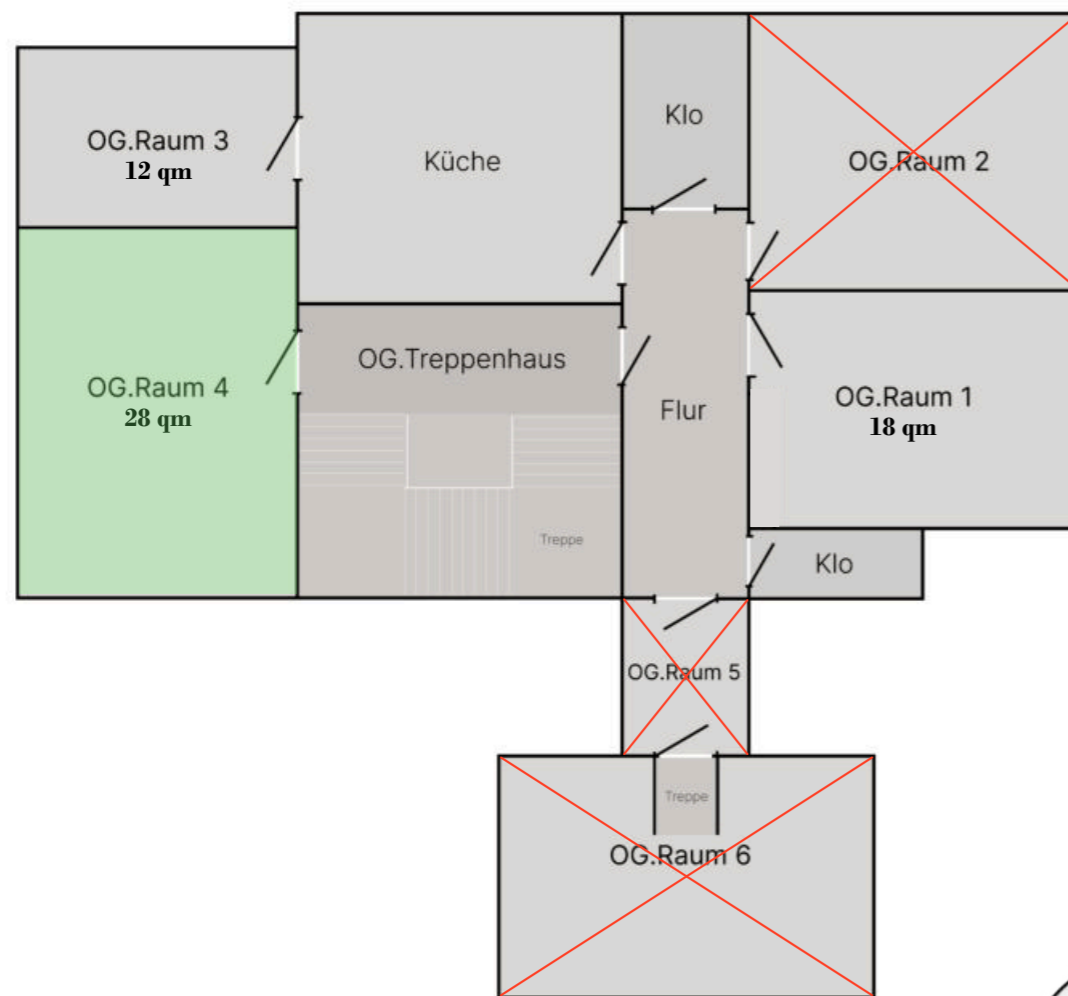 Klo
OG.Raum 3
12 qm
Küche
OG.Raum 2
OG.Treppenhaus
OG.Raum 4
28 qm
Flur
OG.Raum 1
18 qm
Treppe
Klo
OG.Raum 5
Treppe
OG.Raum 6